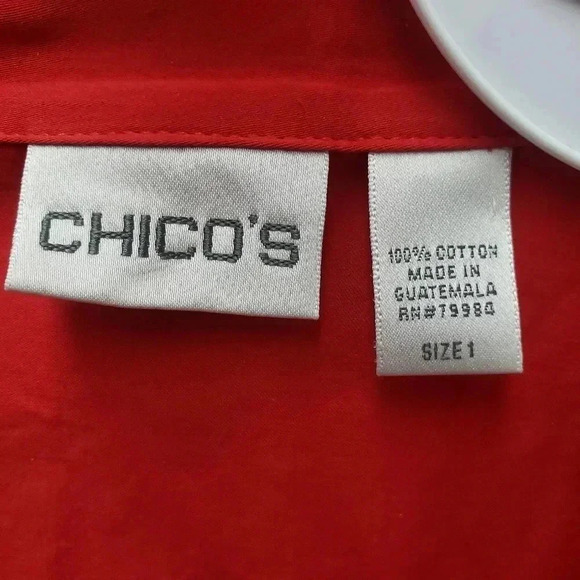 CHICO'S
100% COTTON
MADE IN
GUATEMALA
RN#79984
SIZE 1